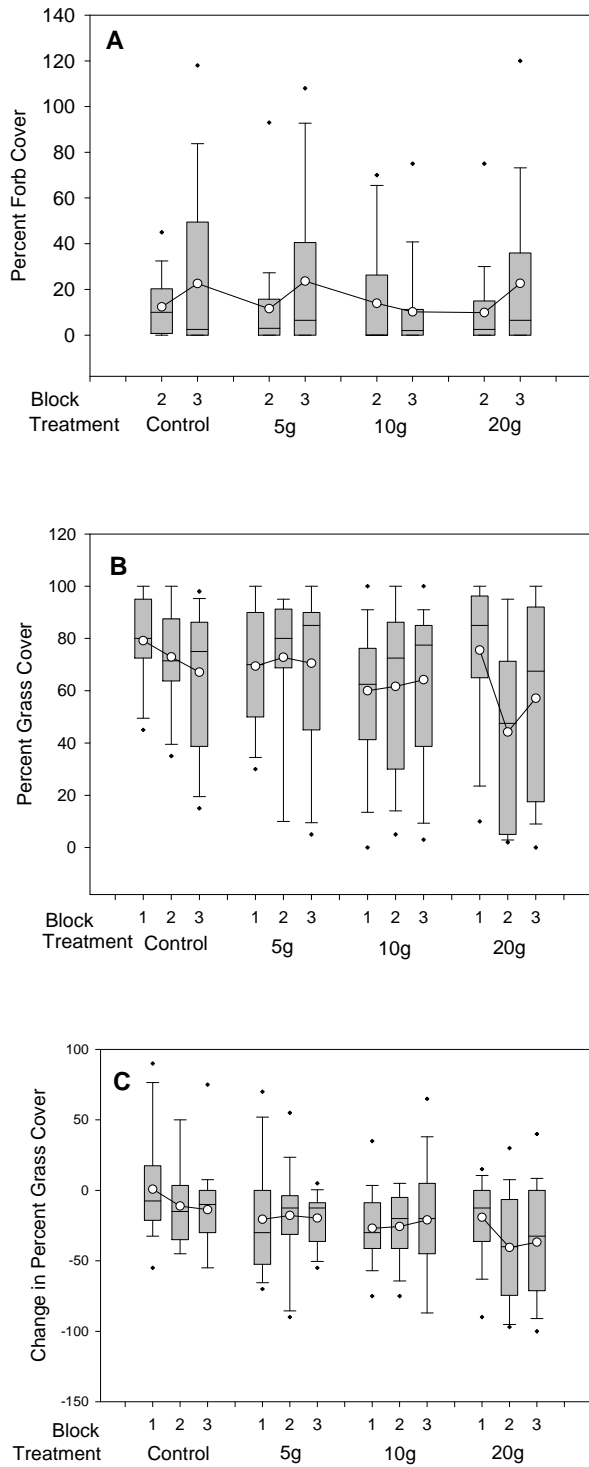 A
Percent Forb Cover
140
120
100
80
60
40
20
0
Block 2 3 2 3 2 3 2 3
Treatment Control 5g 10g 20g
B
Percent Grass Cover
120
100
80
60
40
20
0
Block 1 2 3 1 2 3 1 2 3 1 2 3
Treatment Control 5g 10g 20g
C
Change in Percent Grass Cover
100
50
0
-50
-100
-150
Block 1 2 3 1 2 3 1 2 3 1 2 3
Treatment Control 5g 10g 20g